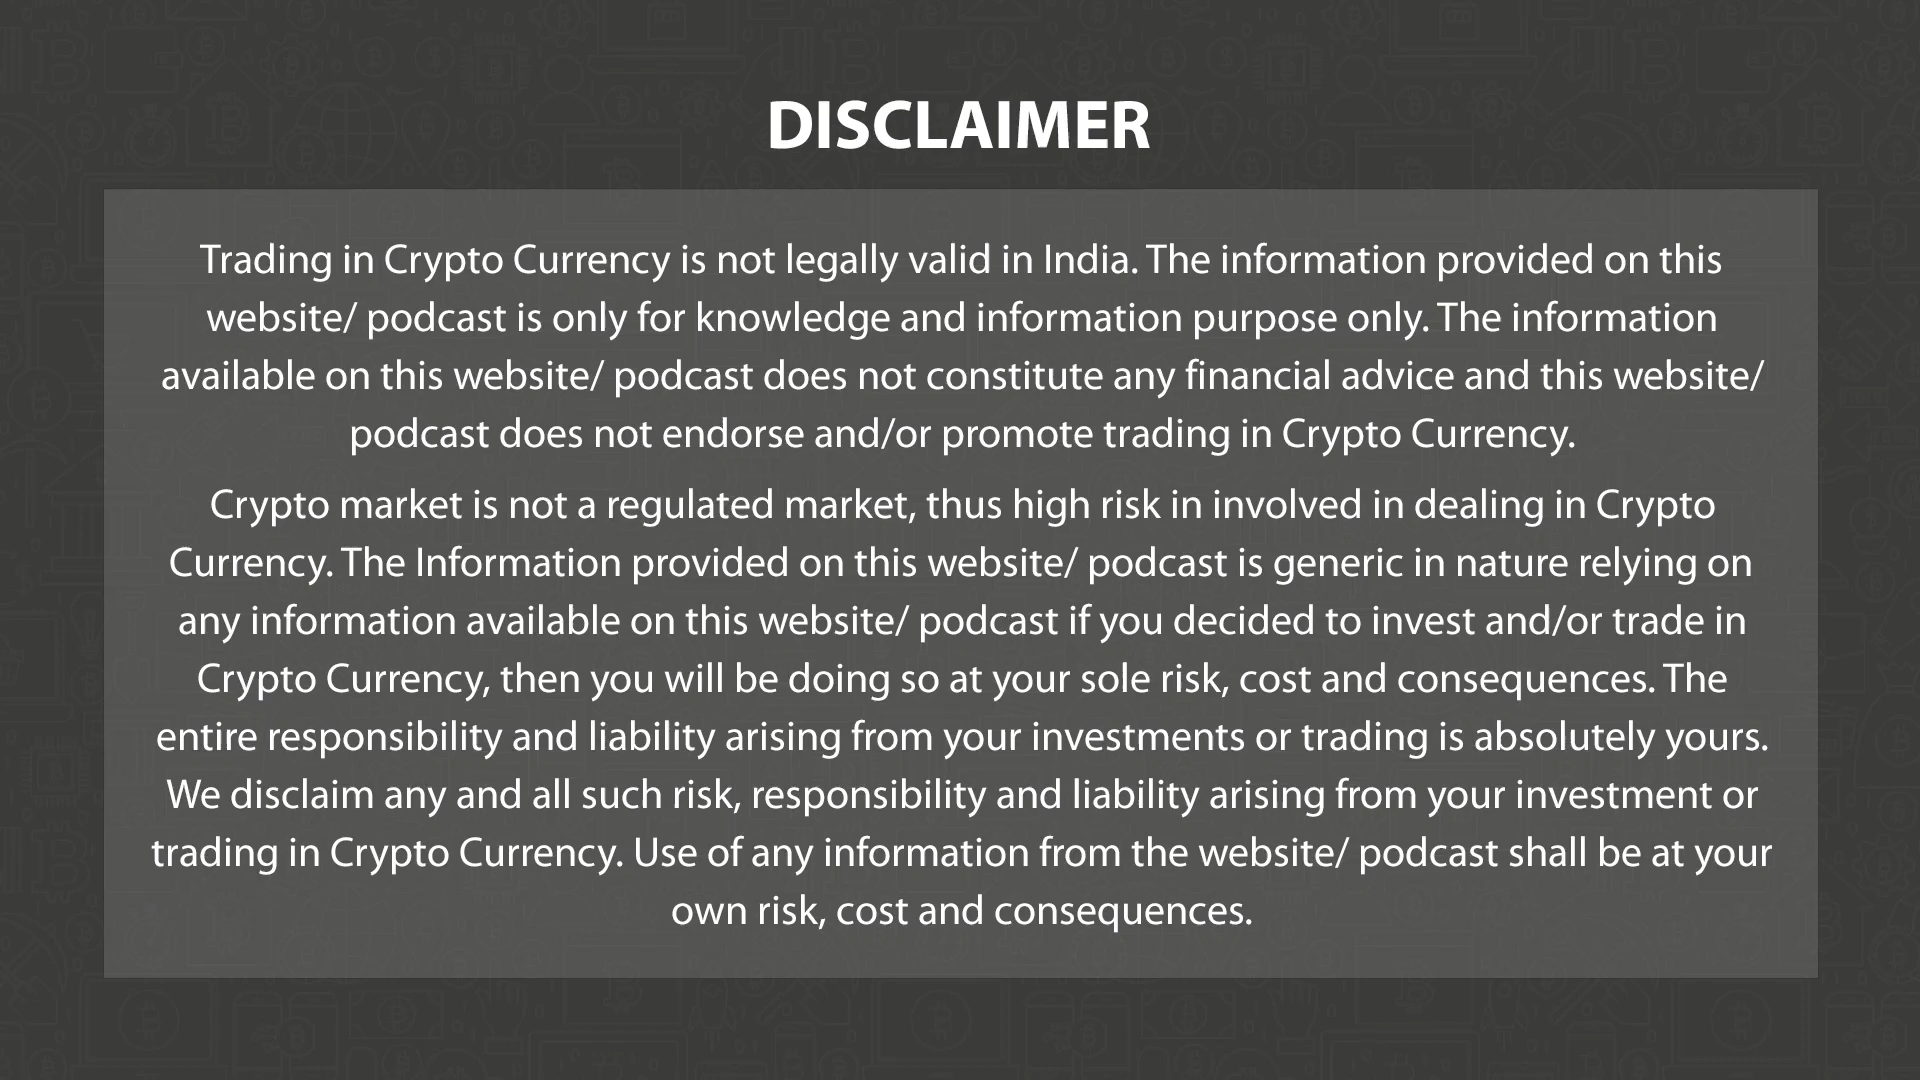 DISCLAIMER
Trading in Crypto Currency is not legally valid in India. The information provided on this
website/ podcast is only for knowledge and information purpose only. The information
available on this website/ podcast does not constitute any financial advice and this website/
podcast does not endorse and/or promote trading in Crypto Currency.
Crypto market is not a regulated market, thus high risk in involved in dealing in Crypto
Currency. The Information provided on this website/ podcast is generic in nature relying on
any information available on this website/ podcast if you decided to invest and/or trade in
Crypto Currency, then you will be doing so at your sole risk, cost and consequences. The
entire responsibility and liability arising from your investments or trading is absolutely yours.
We disclaim any and all such risk, responsibility and liability arising from your investment or
trading in Crypto Currency. Use of any information from the website/ podcast shall be at your
own risk, cost and consequences.